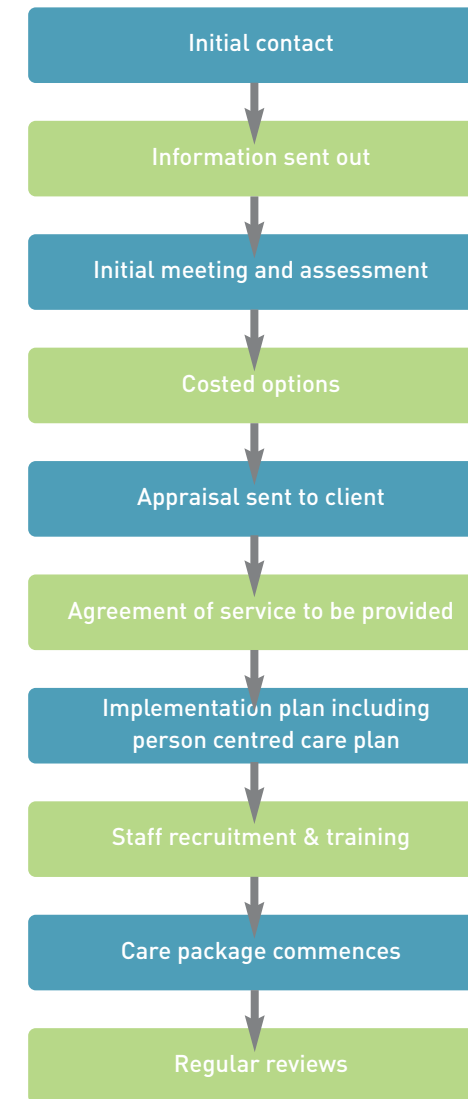 Initial contact
Information sent out
Initial meeting and assessment
Costed options
Appraisal sent to client
Agreement of service to be provided
Implementation plan including
person centred care plan
Staff recruitment & training
Care package commences
Regular reviews